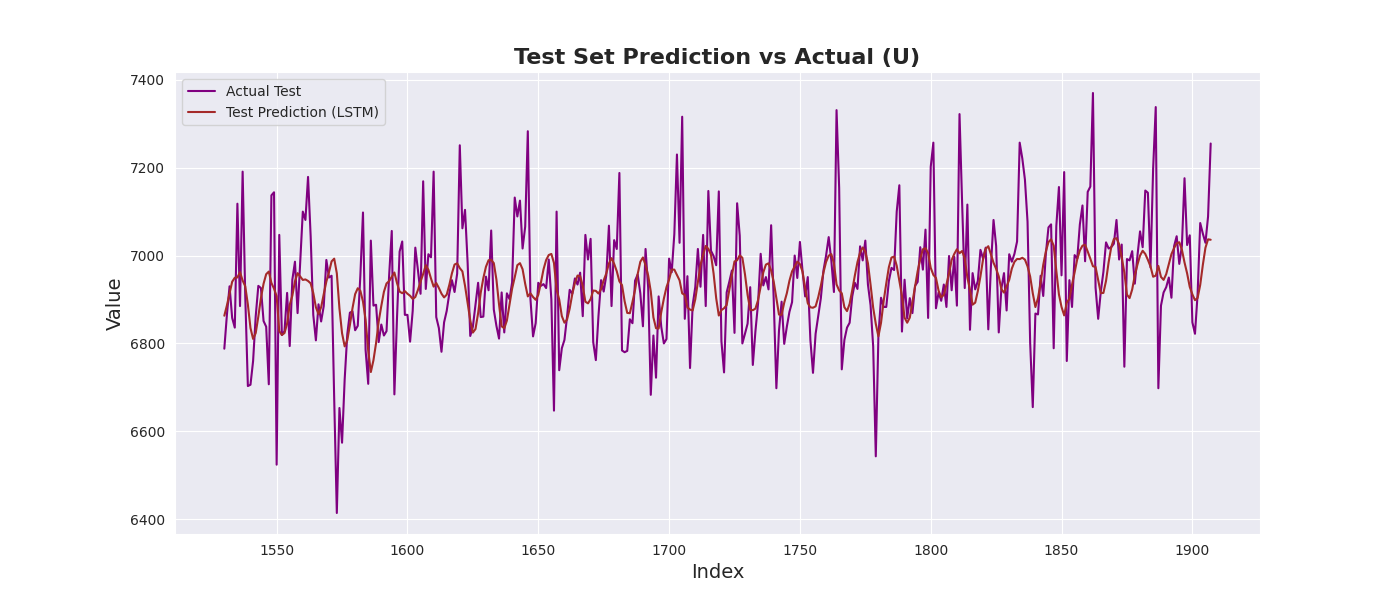 Test Set Prediction vs Actual (U)
Actual Test
Test Prediction (LSTM)
7400
7200
7000
6800
6600
6400
Value
1550 1600 1650 1700 1750 1800 1850 1900
Index